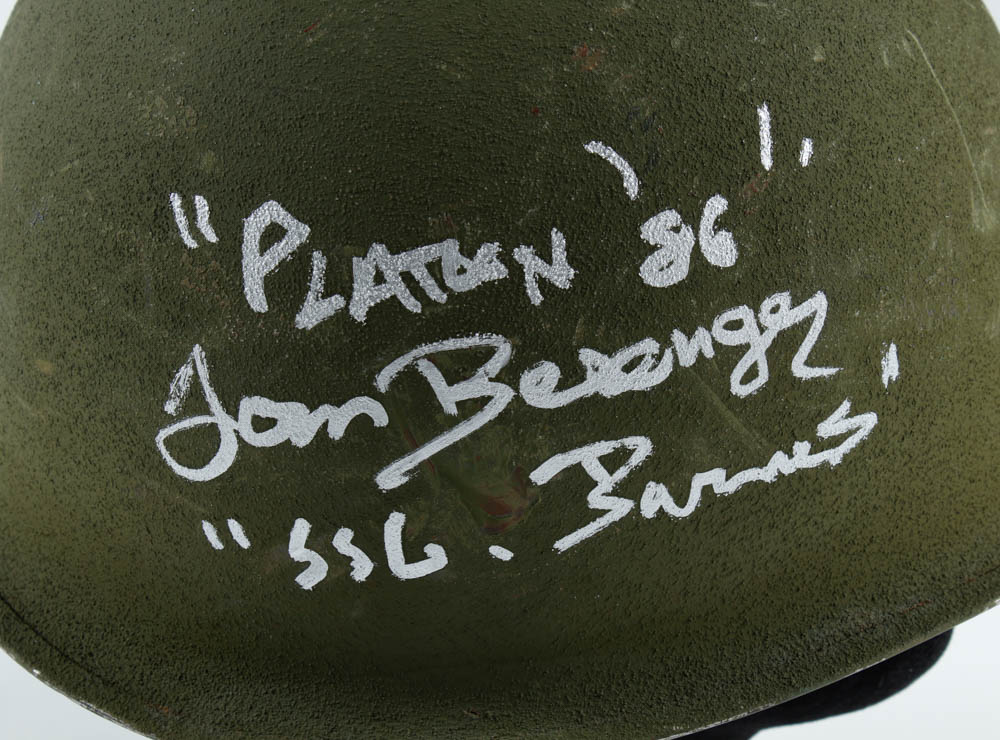 "PLATOON '86"
Tom Berenger
"SSG. Barnes"